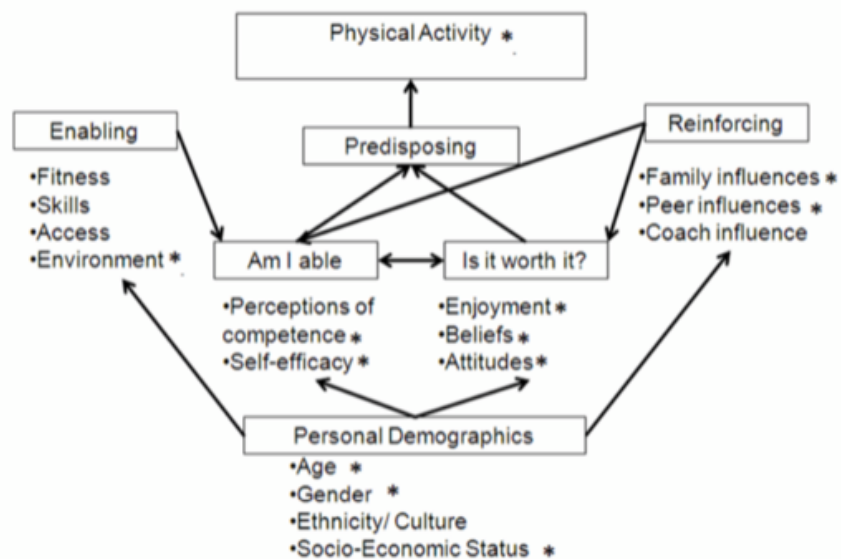 Physical Activity *
Enabling
Predisposing
Reinforcing
•Fitness
•Skills
•Access
•Environment *
•Family influences *
•Peer influences *
•Coach influence
Am I able
Is it worth it?
•Perceptions of
competence *
•Self-efficacy *
•Enjoyment *
•Beliefs *
•Attitudes *
Personal Demographics
•Age *
•Gender *
•Ethnicity/ Culture
•Socio-Economic Status *